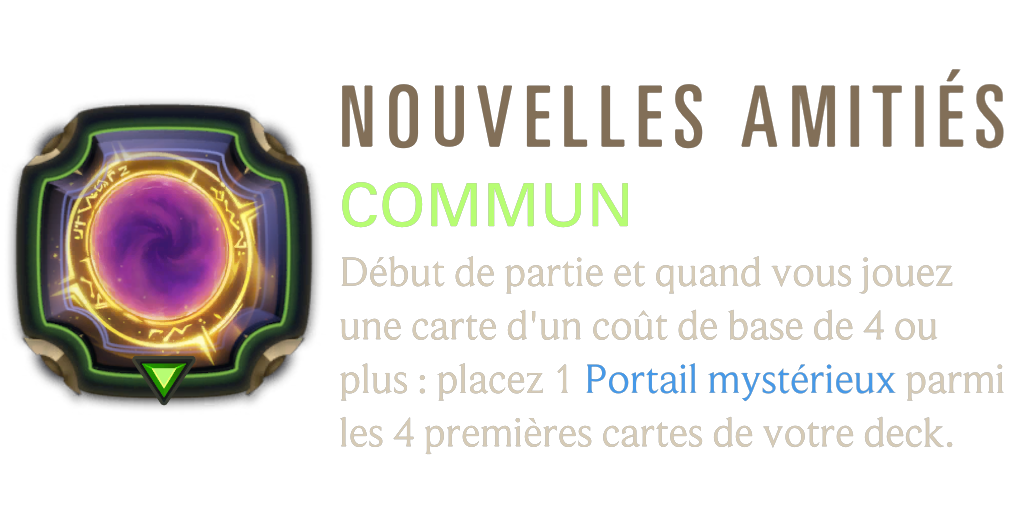 NOUVELLES AMITIÉS
COMMUN
Début de partie et quand vous jouez
une carte d'un coût de base de 4 ou
plus : placez 1 Portail mystérieux parmi
les 4 premières cartes de votre deck.